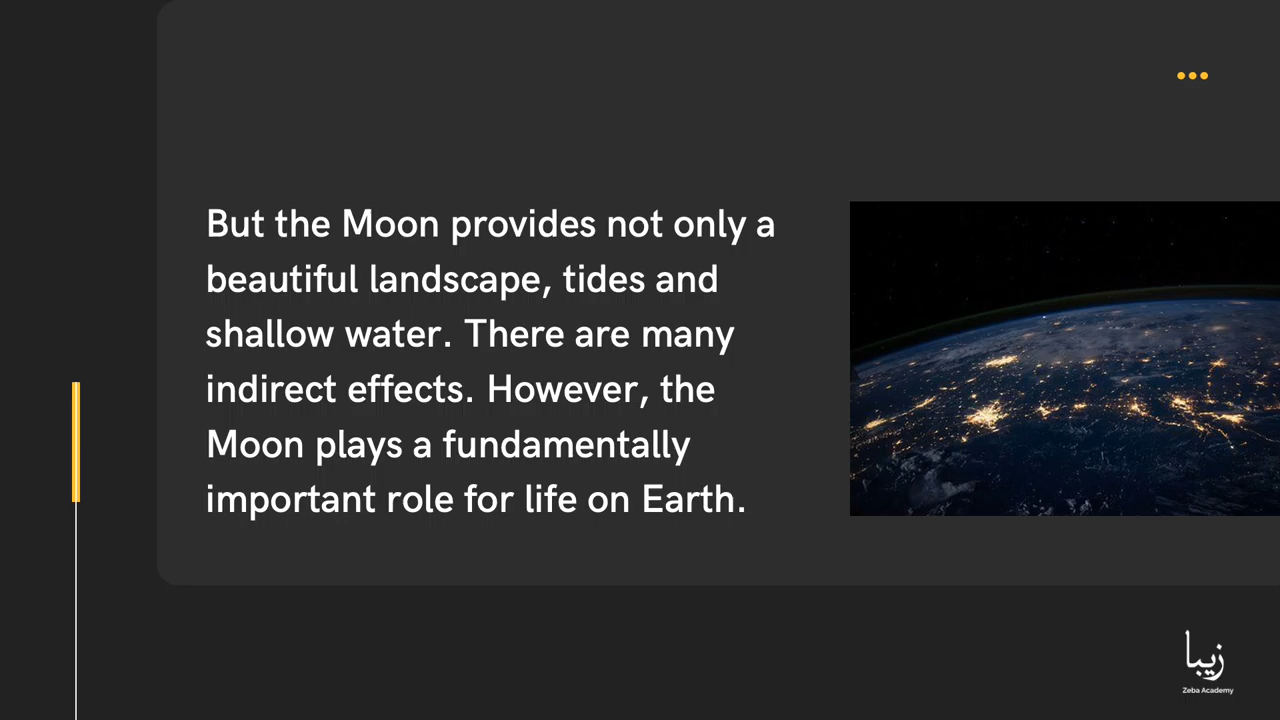 But the Moon provides not only a
beautiful landscape, tides and
shallow water. There are many
indirect effects. However, the
Moon plays a fundamentally
important role for life on Earth.
زيبا
Zeba Academy